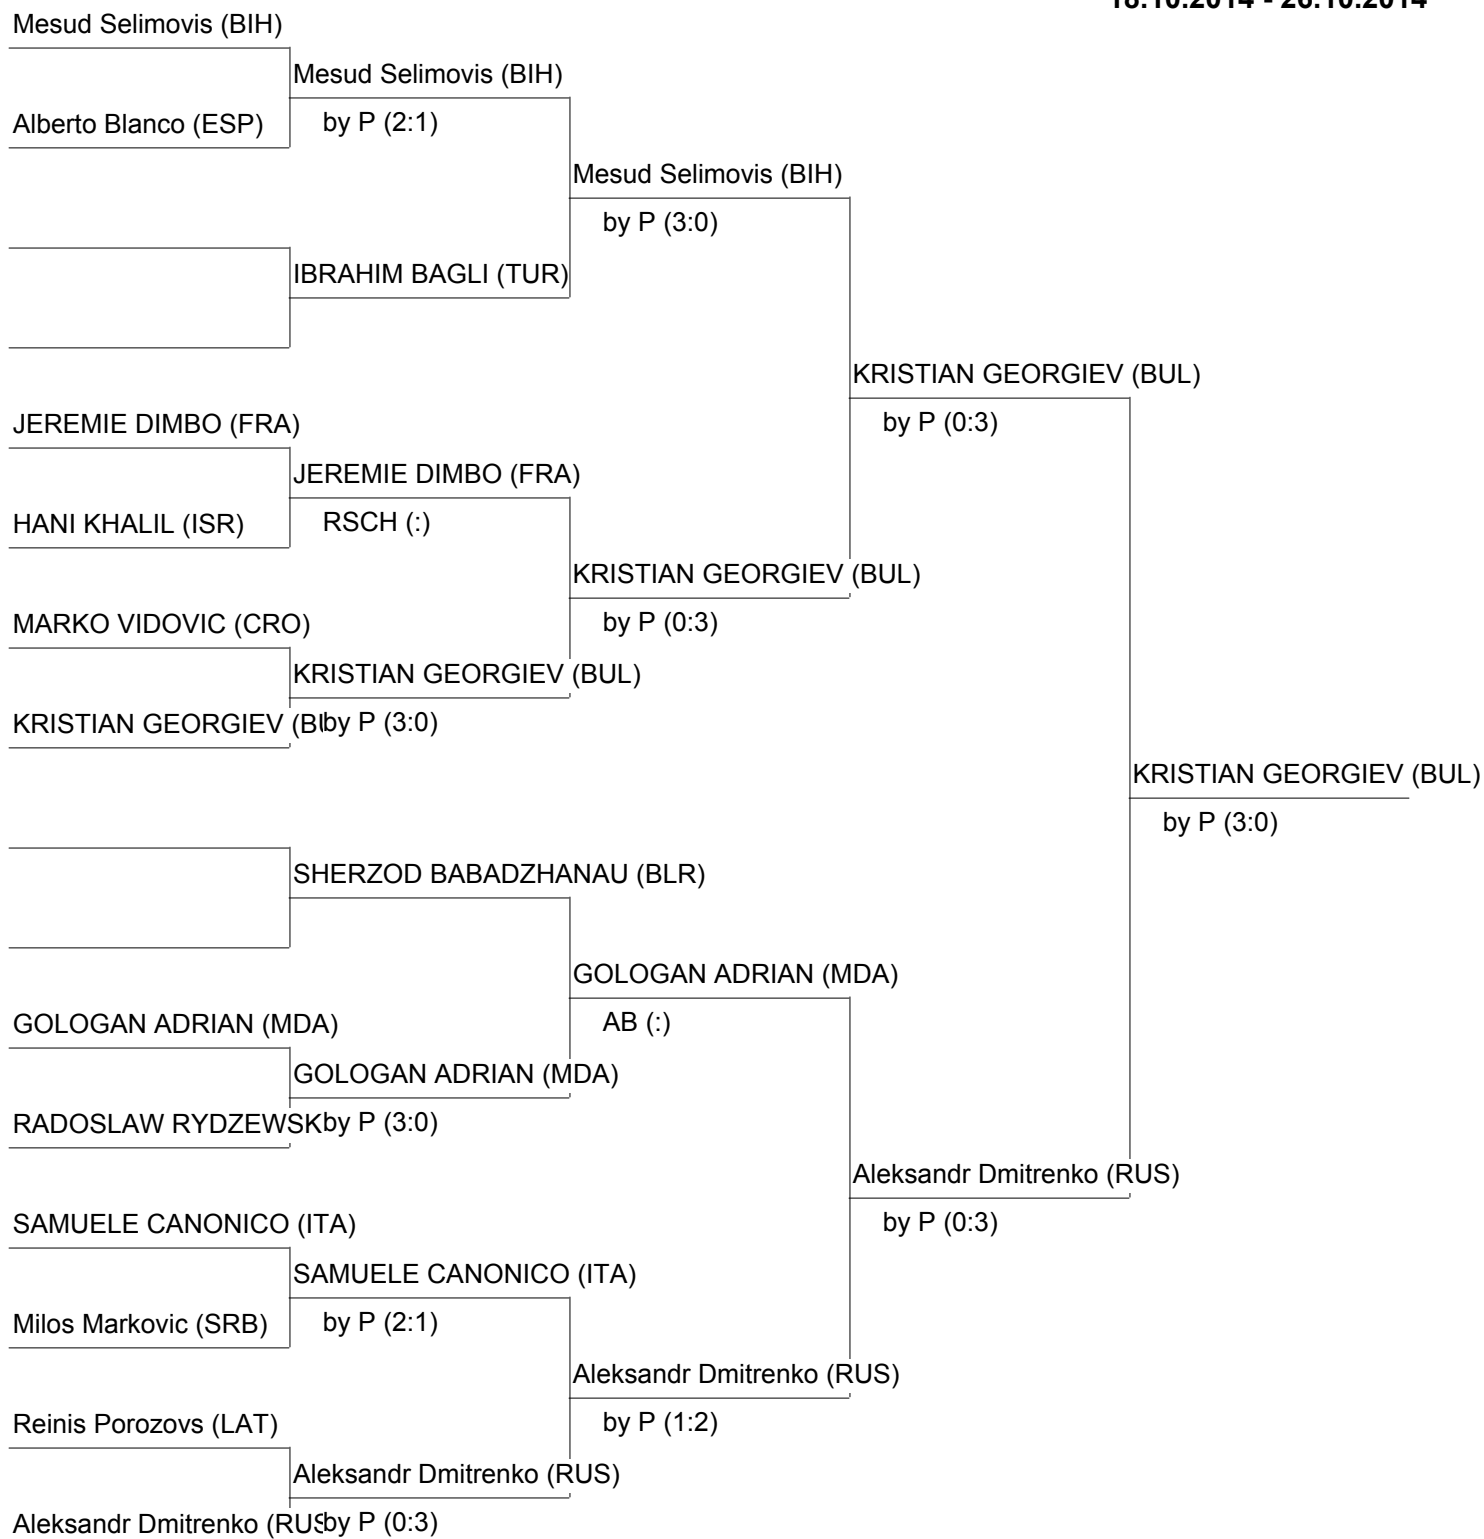 18.10.2014 - 26.10.2014
Mesud Selimovis (BIH)
Mesud Selimovis (BIH)
Alberto Blanco (ESP)
by P (2:1)
Mesud Selimovis (BIH)
by P (3:0)
IBRAHIM BAGLI (TUR)
KRISTIAN GEORGIEV (BUL)
JEREMIE DIMBO (FRA)
by P (0:3)
JEREMIE DIMBO (FRA)
HANI KHALIL (ISR)
RSCH (:)
KRISTIAN GEORGIEV (BUL)
MARKO VIDOVIC (CRO)
by P (0:3)
KRISTIAN GEORGIEV (BUL)
KRISTIAN GEORGIEV (BU
by P (3:0)
KRISTIAN GEORGIEV (BUL)
by P (3:0)
SHERZOD BABADZHANAU (BLR)
GOLOGAN ADRIAN (MDA)
GOLOGAN ADRIAN (MDA)
AB (:)
GOLOGAN ADRIAN (MDA)
RADOSLAW RYDZEWSK
by P (3:0)
Aleksandr Dmitrenko (RUS)
SAMUELE CANONICO (ITA)
by P (0:3)
SAMUELE CANONICO (ITA)
Milos Markovic (SRB)
by P (2:1)
Aleksandr Dmitrenko (RUS)
Reinis Porozovs (LAT)
by P (1:2)
Aleksandr Dmitrenko (RUS)
Aleksandr Dmitrenko (RUS
by P (0:3)